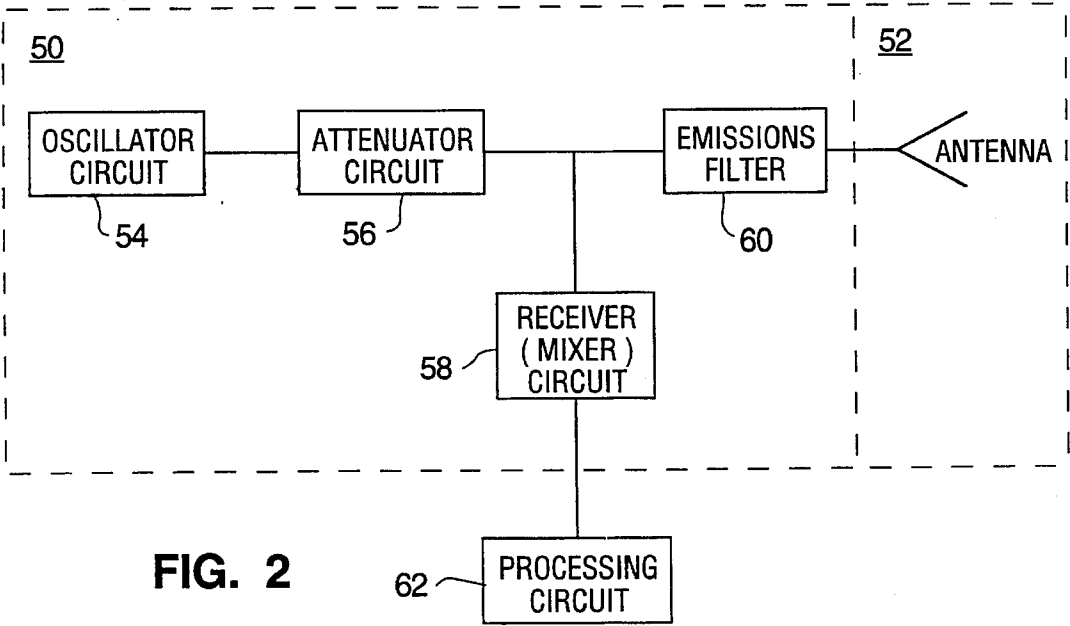 50
52
OSCILLATOR
CIRCUIT
54
ATTENUATOR
CIRCUIT
56
EMISSIONS
FILTER
60
ANTENNA
RECEIVER
( MIXER )
CIRCUIT
58
PROCESSING
CIRCUIT
62
FIG. 2